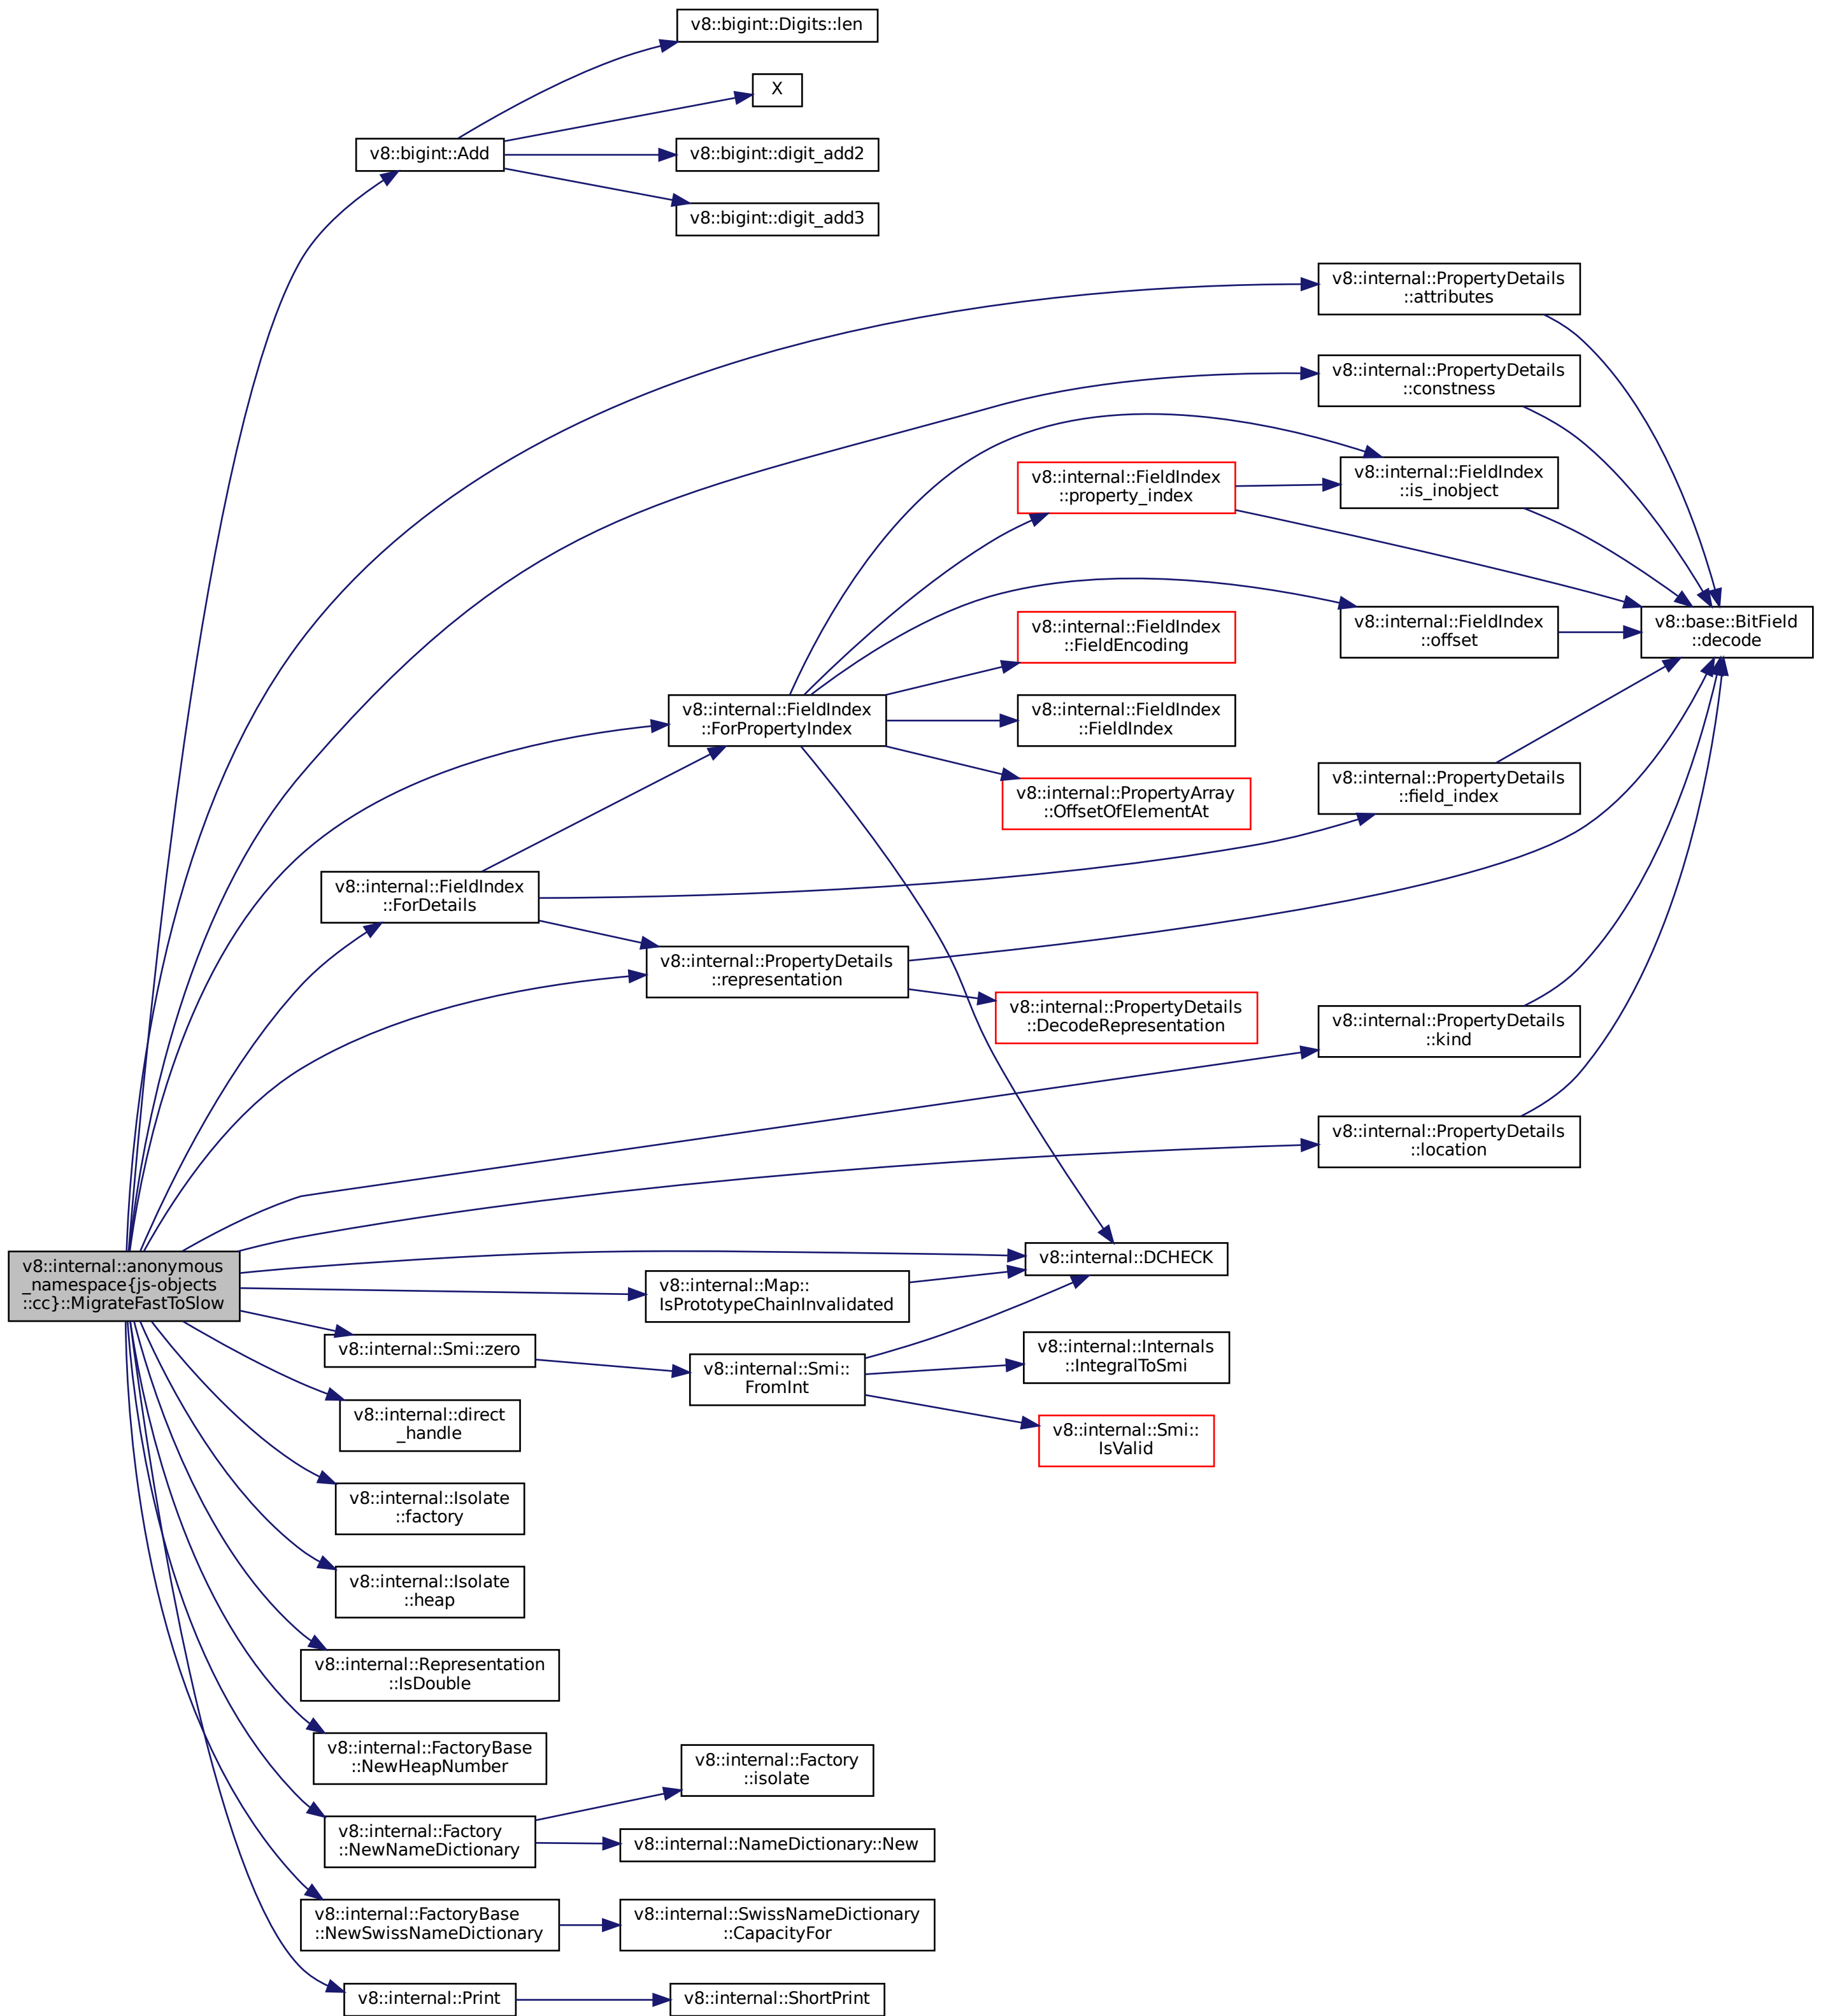 v8::bigint::Digits::len
X
v8::bigint::Add
v8::bigint::digit_add2
v8::bigint::digit_add3
v8::internal::PropertyDetails
::attributes
v8::internal::PropertyDetails
::constness
v8::internal::FieldIndex
::property_index
v8::internal::FieldIndex
::is_inobject
v8::internal::FieldIndex
::FieldEncoding
v8::internal::FieldIndex
::offset
v8::base::BitField
::decode
v8::internal::FieldIndex
::ForPropertyIndex
v8::internal::FieldIndex
::FieldIndex
v8::internal::PropertyArray
::OffsetOfElementAt
v8::internal::PropertyDetails
::field_index
v8::internal::FieldIndex
::ForDetails
v8::internal::PropertyDetails
::representation
v8::internal::PropertyDetails
::DecodeRepresentation
v8::internal::PropertyDetails
::kind
v8::internal::PropertyDetails
::location
v8::internal::anonymous
_namespace{js-objects
::cc}::MigrateFastToSlow
v8::internal::DCHECK
v8::internal::Map::
IsPrototypeChainInvalidated
v8::internal::Smi::zero
v8::internal::Smi::
FromInt
v8::internal::Internals
::IntegralToSmi
v8::internal::direct
_handle
v8::internal::Smi::
IsValid
v8::internal::Isolate
::factory
v8::internal::Isolate
::heap
v8::internal::Representation
::IsDouble
v8::internal::FactoryBase
::NewHeapNumber
v8::internal::Factory
::isolate
v8::internal::Factory
::NewNameDictionary
v8::internal::NameDictionary::New
v8::internal::FactoryBase
::NewSwissNameDictionary
v8::internal::SwissNameDictionary
::CapacityFor
v8::internal::Print
v8::internal::ShortPrint